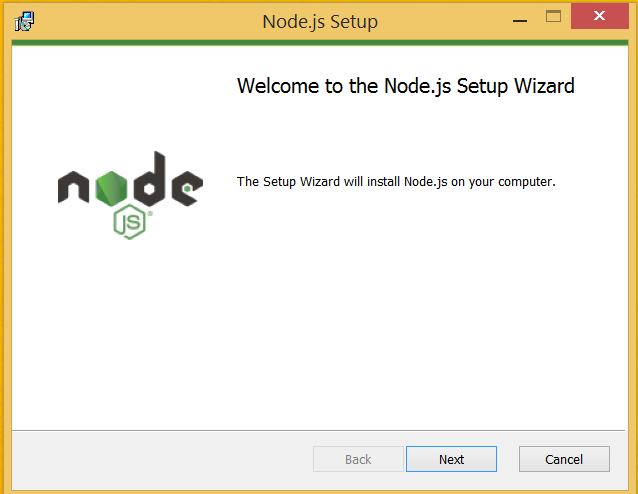 Node.js Setup
Welcome to the Node.js Setup Wizard
node
JS®
The Setup Wizard will install Node.js on your computer.
Back
Next
Cancel